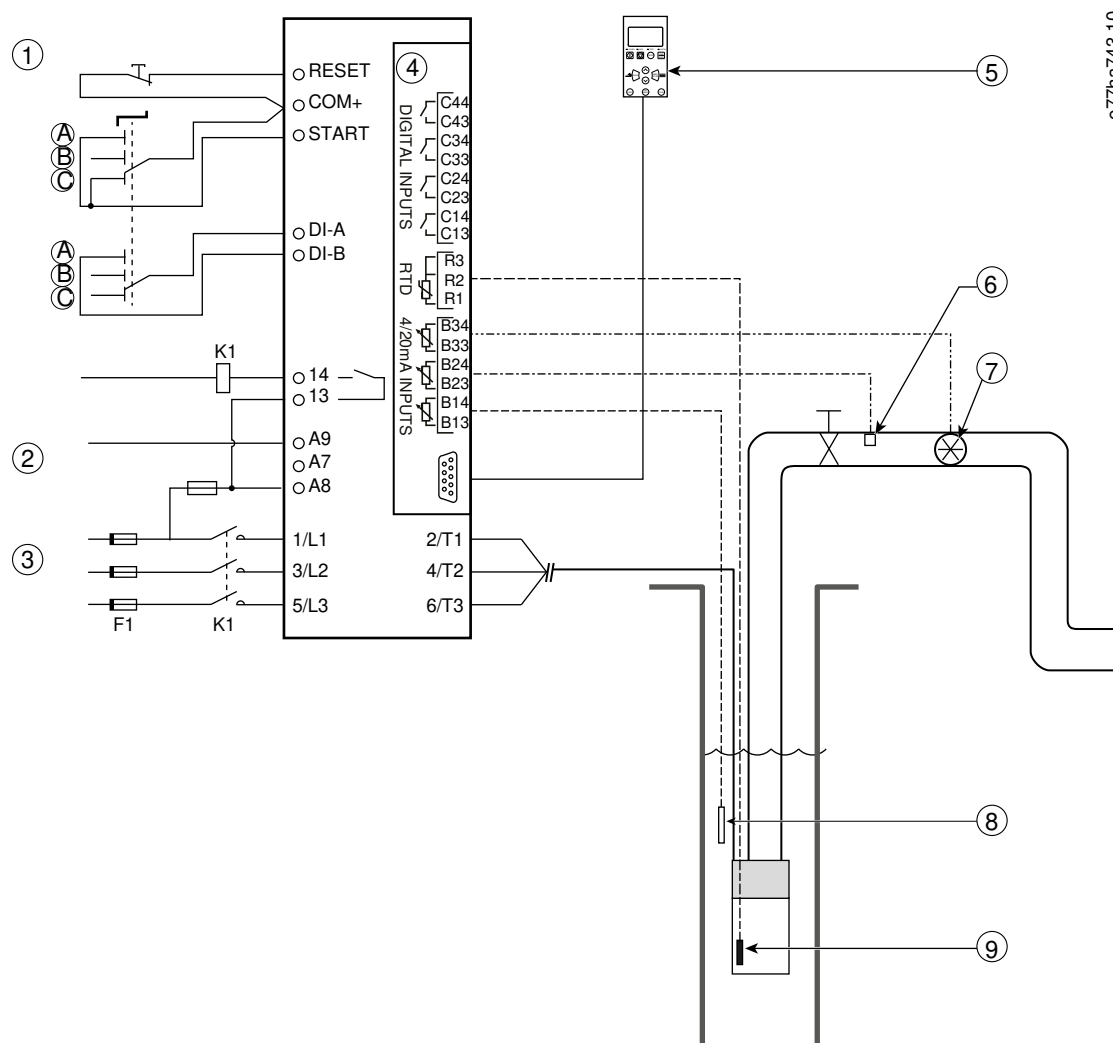 1
RESET
COM+
START
A
B
C
DI-A
DI-B
A
B
C
K1
14
13
2
A9
A7
A8
3
1/L1
3/L2
5/L3
F1
K1
2/T1
4/T2
6/T3
4
DIGITAL INPUTS
C44
C43
C34
C33
C24
C23
C14
C13
RTD
R3
R2
R1
4/20mA INPUTS
B34
B33
B24
B23
B14
B13
5
6
7
8
9